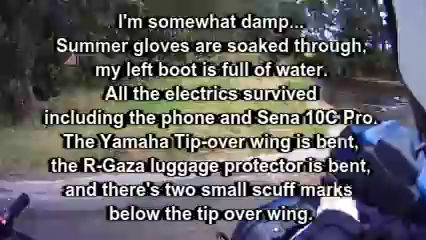 I'm somewhat damp...
Summer gloves are soaked through,
my left boot is full of water.
All the electrics survived
including the phone and Sena 10C Pro.
The Yamaha Tip-over wing is bent,
the R-Gaza luggage protector is bent,
and there's two small scuff marks
below the tip over wing.